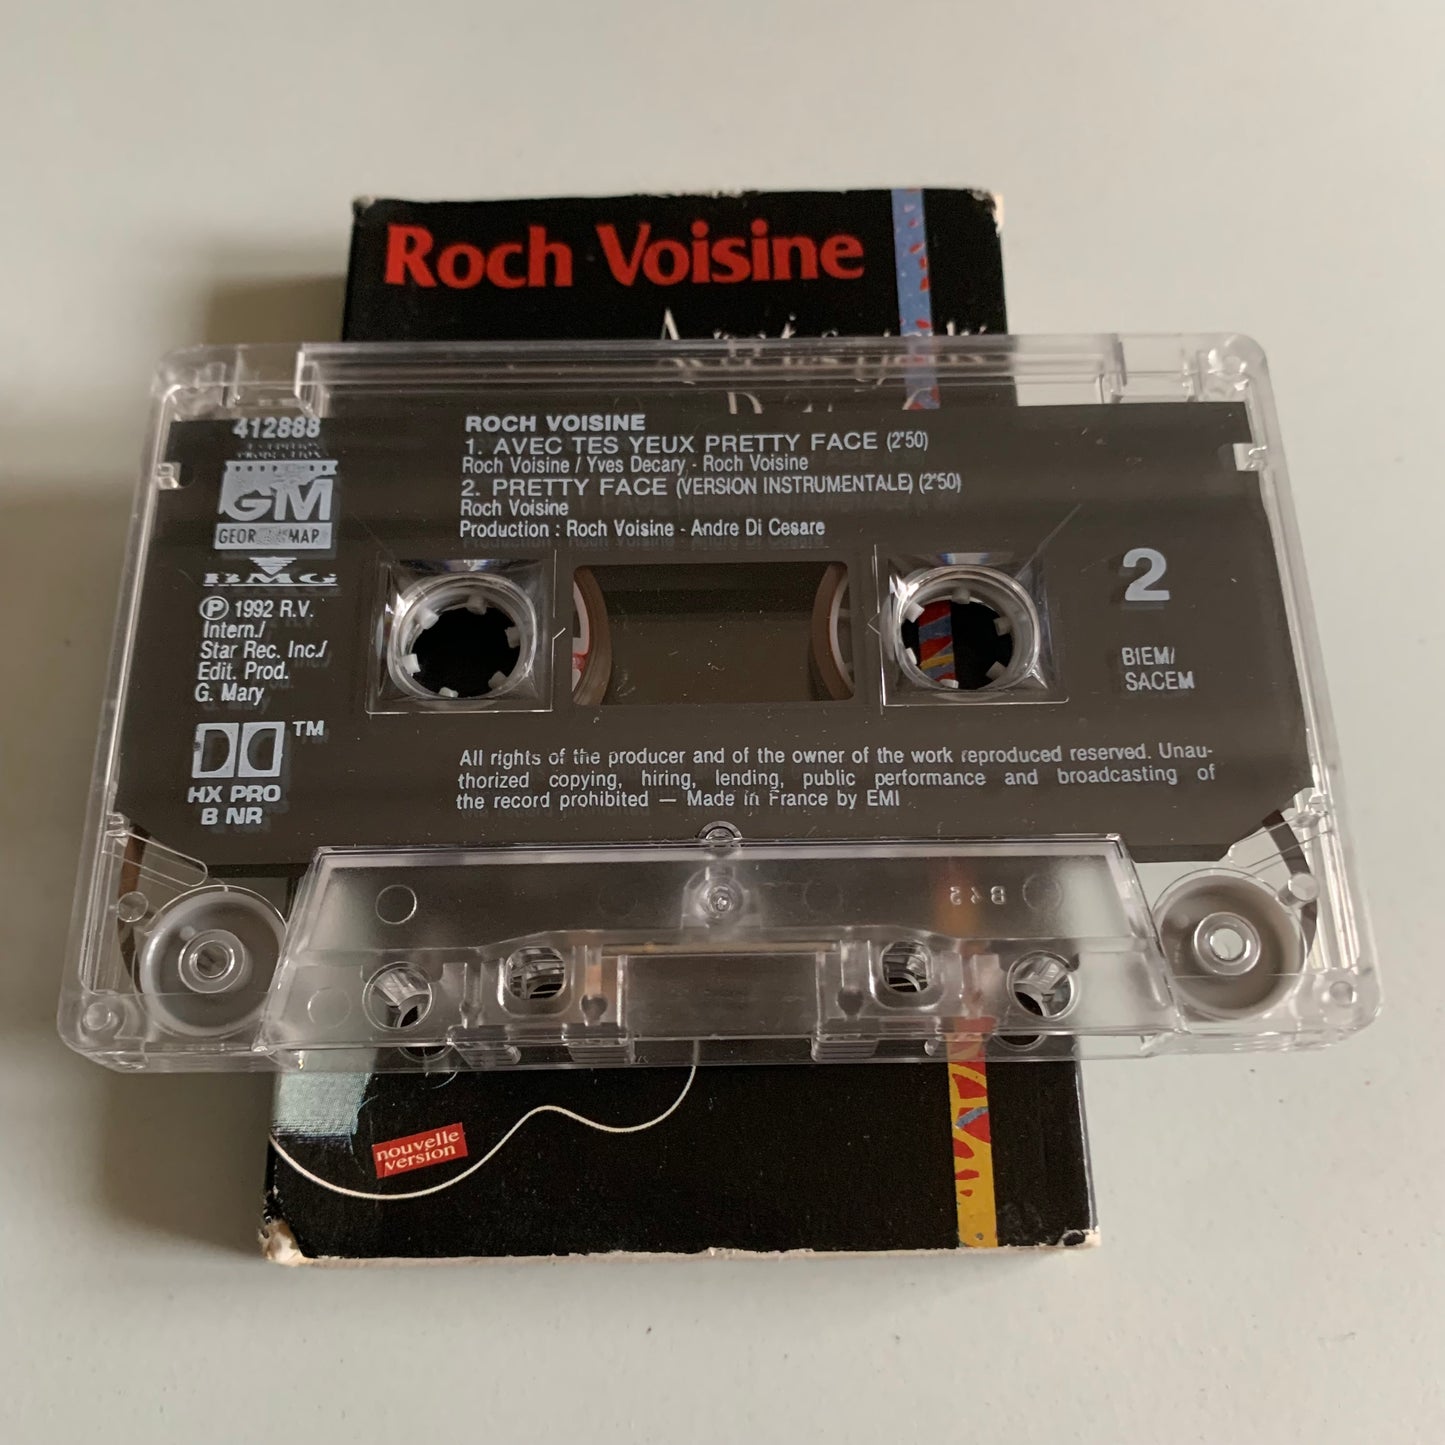 Roch Voisine
Avec tes yeux
412888
GM
BMG
Ⓟ 1992 R.V.
Intern./
Star Rec. Inc./
Edit. Prod.
G. Mary
TM
HX PRO
B NR
ROCH VOISINE
1. AVEC TES YEUX PRETTY FACE (2"50)
Roch Voisine / Yves Decary - Roch Voisine
2. PRETTY FACE (VERSION INSTRUMENTALE) (2"50)
Roch Voisine
Production : Roch Voisine - Andre Di Cesare
2
BIEM/
SACEM
All rights of the producer and of the owner of the work reproduced reserved. Unau-
thorized copying, hiring, lending, public performance and broadcasting of
the record prohibited — Made in France by EMI
B 42
nouvelle
version